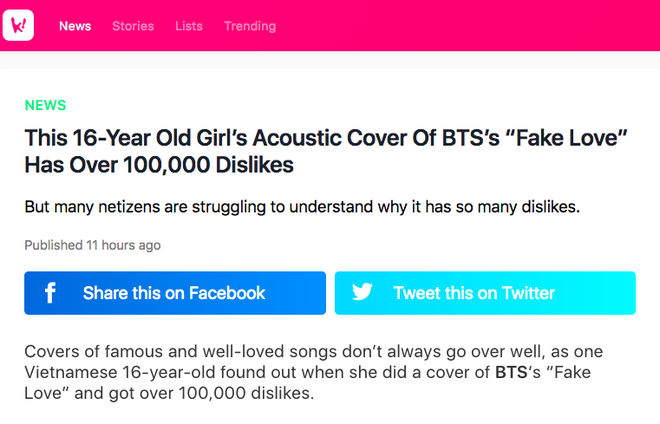 k!
News Stories Lists Trending
NEWS
This 16-Year Old Girl’s Acoustic Cover Of BTS’s “Fake Love”
Has Over 100,000 Dislikes
But many netizens are struggling to understand why it has so many dislikes.
Published 11 hours ago
Share this on Facebook
Tweet this on Twitter
Covers of famous and well-loved songs don’t always go over well, as one
Vietnamese 16-year-old found out when she did a cover of BTS’s “Fake
Love” and got over 100,000 dislikes.